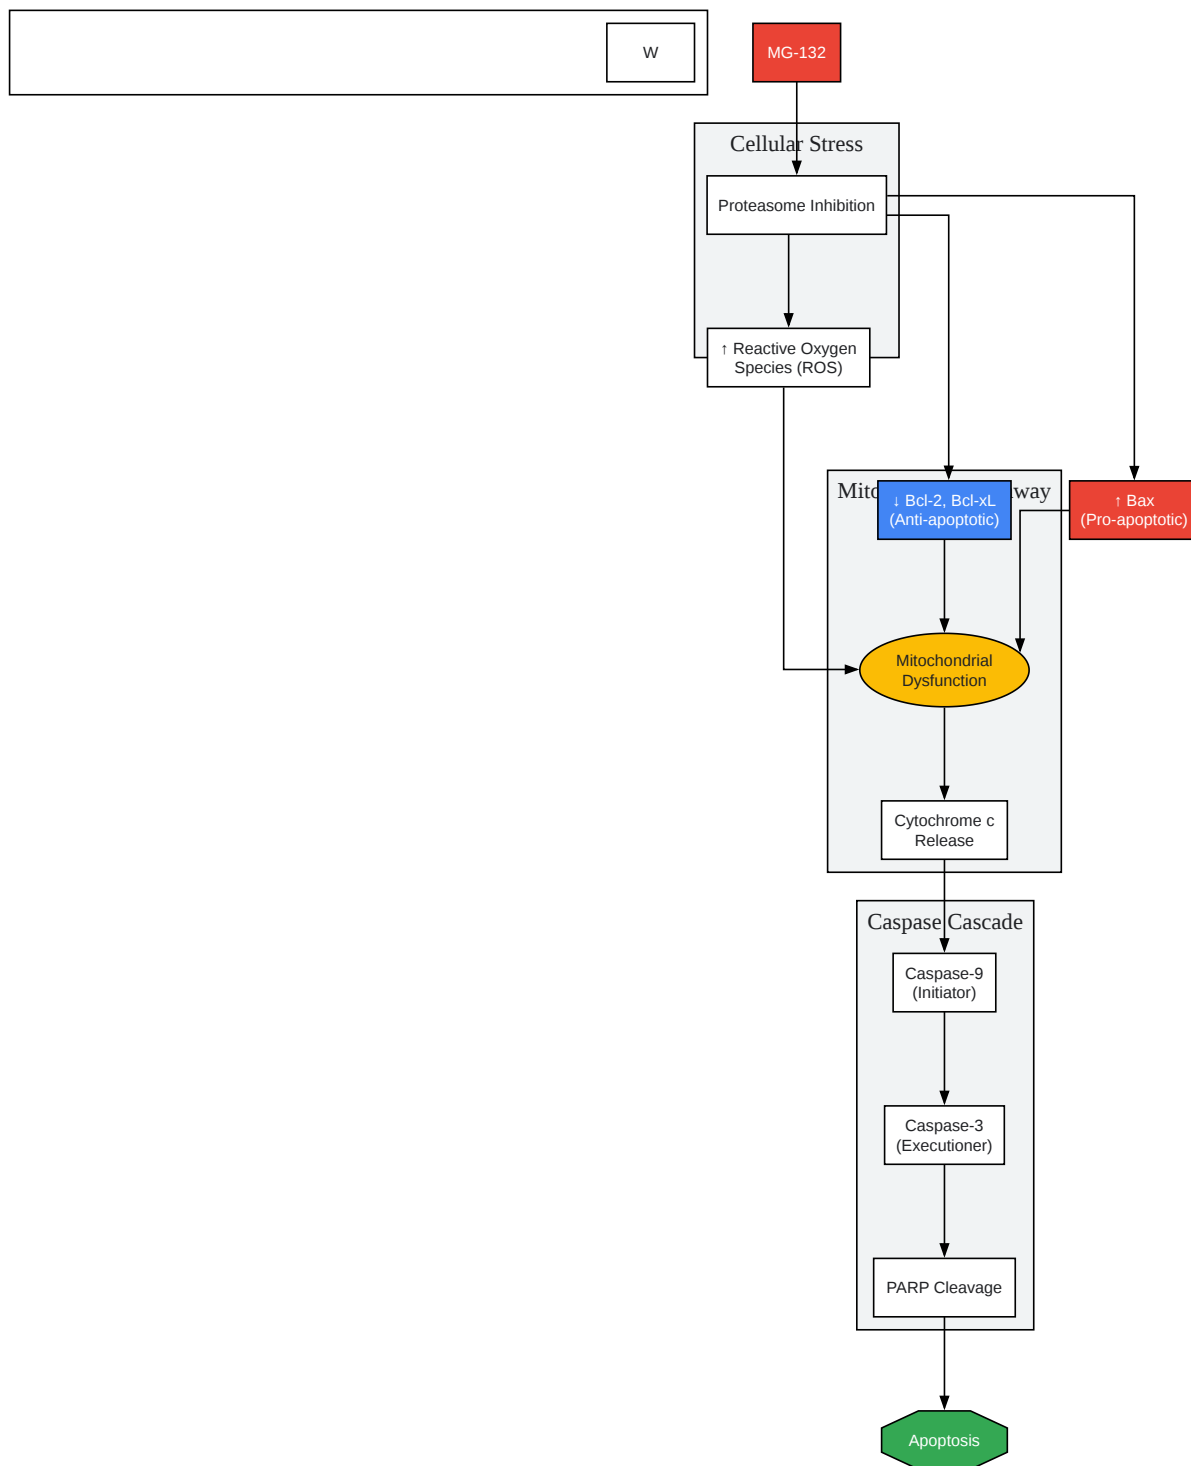 W
MG-132
Cellular Stress
Proteasome Inhibition
↑ Reactive Oxygen
Species (ROS)
↓ Bcl-2, Bcl-xL
(Anti-apoptotic)
↑ Bax
(Pro-apoptotic)
Mitochondrial
Dysfunction
Cytochrome c
Release
Caspase Cascade
Caspase-9
(Initiator)
Caspase-3
(Executioner)
PARP Cleavage
Apoptosis